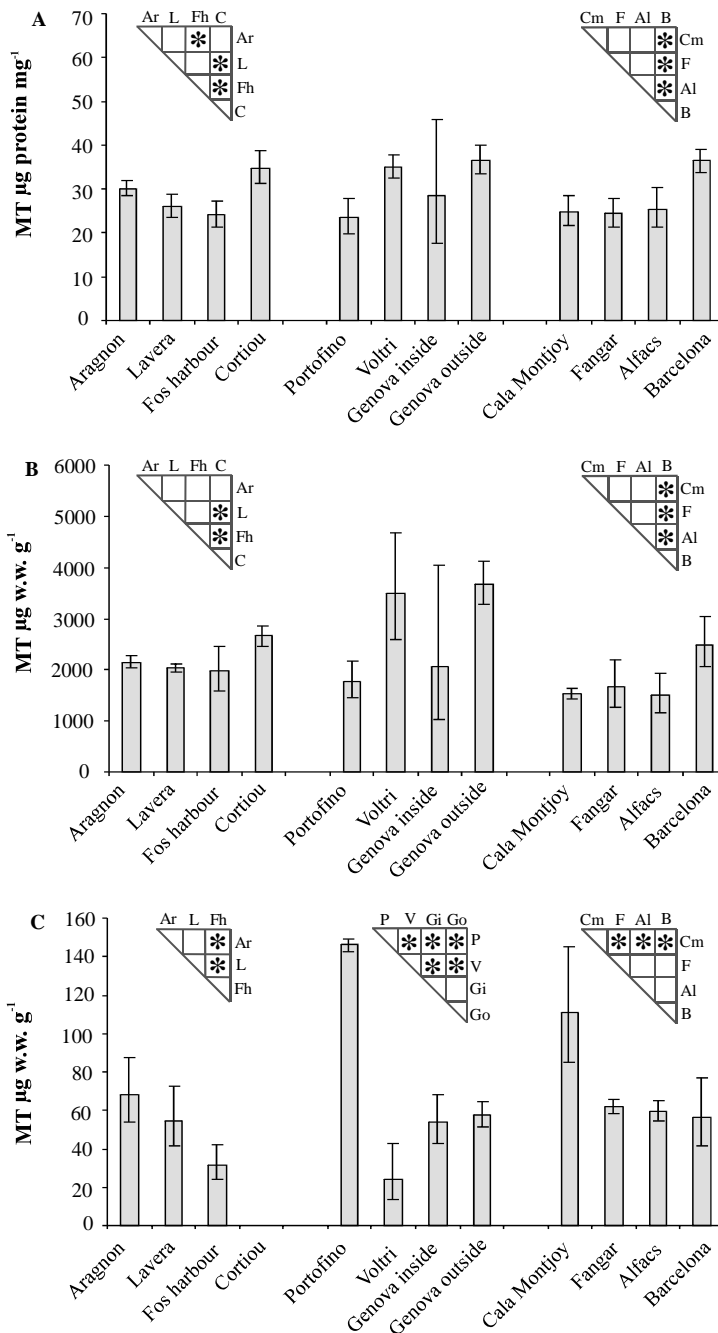 A
Ar L Fh C
Ar
L
Fh
C
Cm F Al B
Cm
F
Al
B
MT µg protein mg-1
70
60
50
40
30
20
10
0
Aragnon Lavera Fos harbour Cortiou Portofino Voltri Genova inside Genova outside Cala Montjoy Fangar Alfacs Barcelona
B
Ar L Fh C
Ar
L
Fh
C
Cm F Al B
Cm
F
Al
B
MT µg w.w. g-1
6000
5000
4000
3000
2000
1000
0
Aragnon Lavera Fos harbour Cortiou Portofino Voltri Genova inside Genova outside Cala Montjoy Fangar Alfacs Barcelona
C
Ar L Fh
Ar
L
Fh
P V Gi Go
P
V
Gi
Go
Cm F Al B
Cm
F
Al
B
MT µg w.w. g-1
160
140
120
100
80
60
40
20
0
Aragnon Lavera Fos harbour Cortiou Portofino Voltri Genova inside Genova outside Cala Montjoy Fangar Alfacs Barcelona